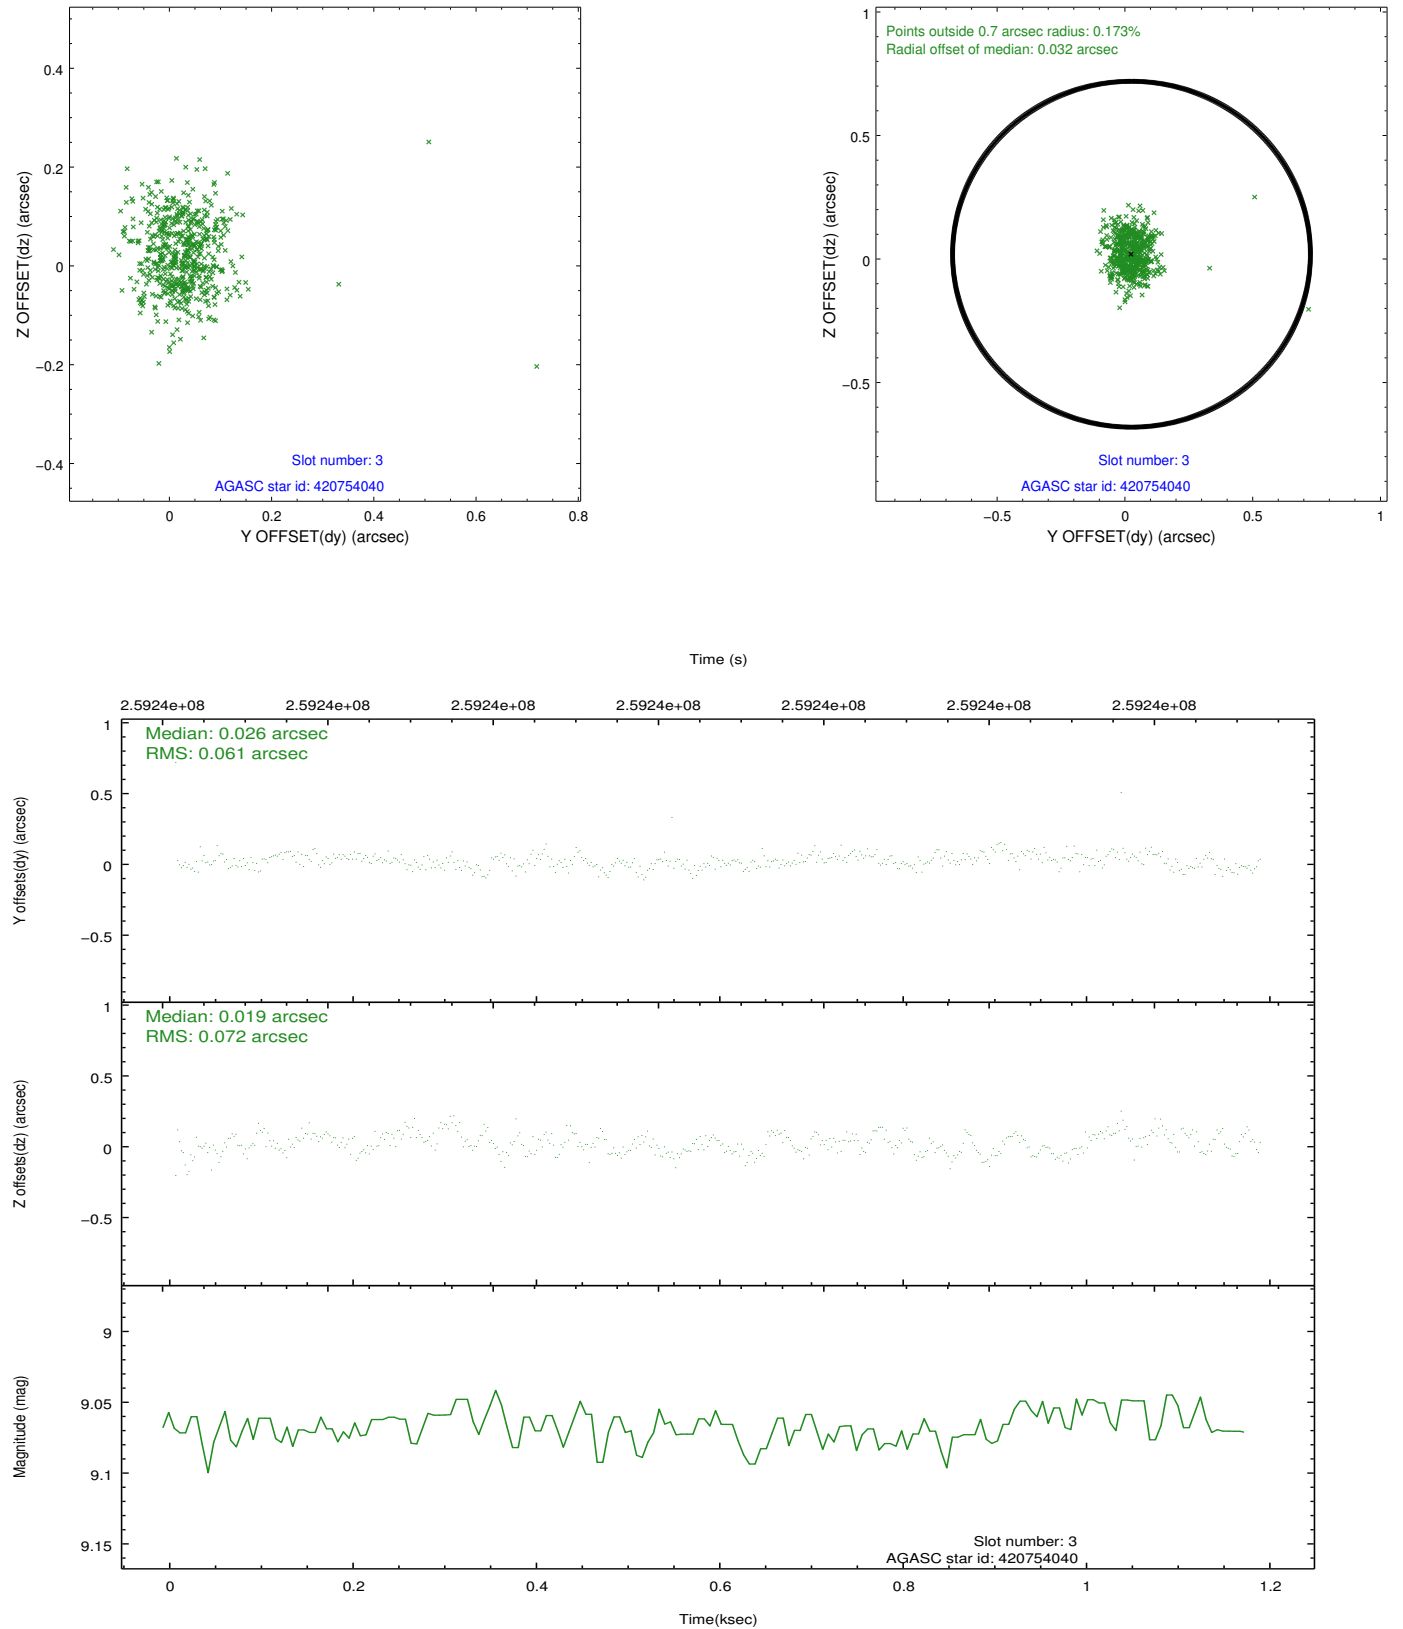 0.4
0.2
0
−0.2
−0.4
Z OFFSET(dz) (arcsec)
Slot number: 3
AGASC star id: 420754040
0 0.2 0.4 0.6 0.8
Y OFFSET(dy) (arcsec)
Points outside 0.7 arcsec radius: 0.173%
Radial offset of median: 0.032 arcsec
1
0.5
0
−0.5
Z OFFSET(dz) (arcsec)
Slot number: 3
AGASC star id: 420754040
−0.5 0 0.5 1
Y OFFSET(dy) (arcsec)
Time (s)
2.5924e+08 2.5924e+08 2.5924e+08 2.5924e+08 2.5924e+08 2.5924e+08 2.5924e+08
Median: 0.026 arcsec
RMS: 0.061 arcsec
1
0.5
0
−0.5
Y offsets(dy) (arcsec)
Median: 0.019 arcsec
RMS: 0.072 arcsec
1
0.5
0
−0.5
Z offsets(dz) (arcsec)
9
9.05
9.1
9.15
Magnitude (mag)
Slot number: 3
AGASC star id: 420754040
0 0.2 0.4 0.6 0.8 1 1.2
Time(ksec)